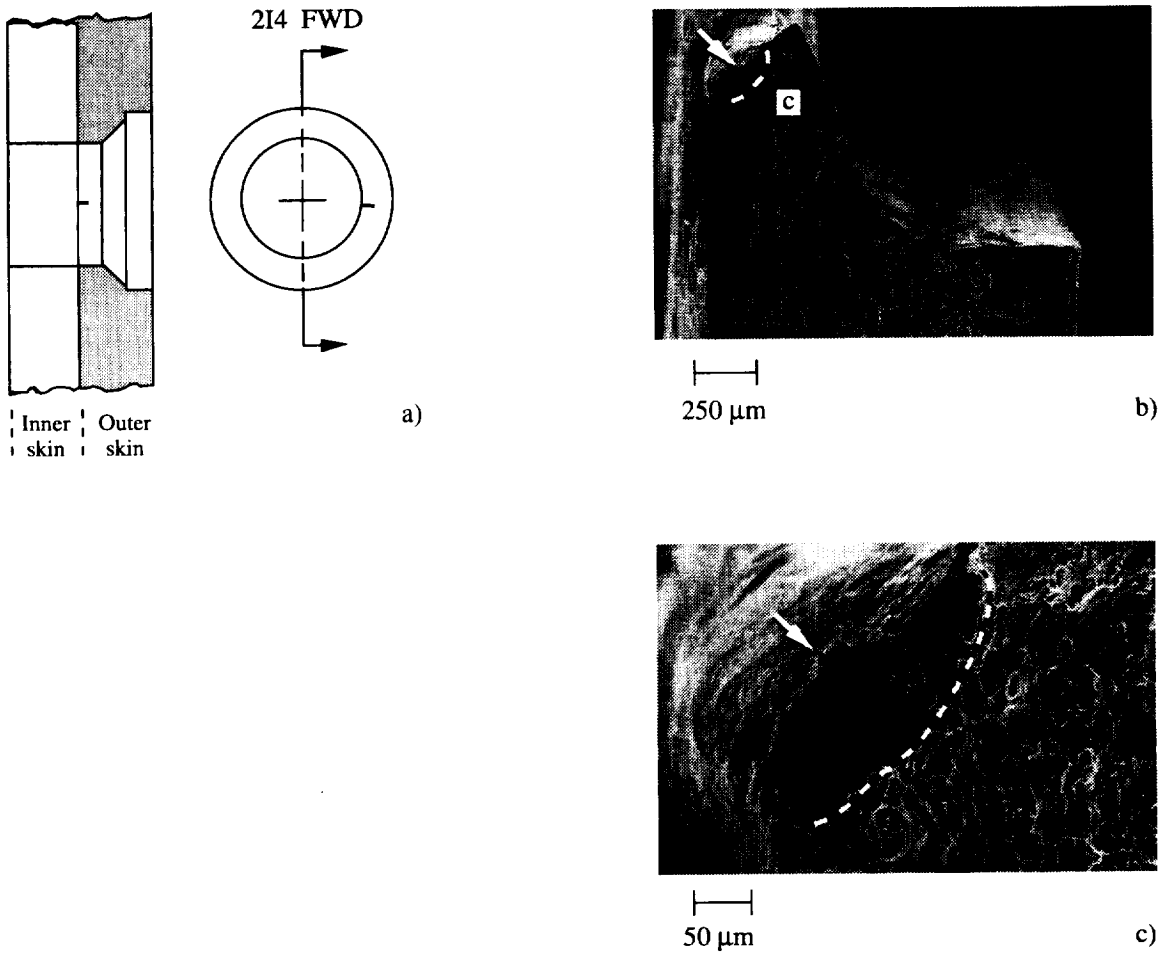 2I4 FWD
Inner skin
Outer skin
a)
c
250 μm
b)
50 μm
c)